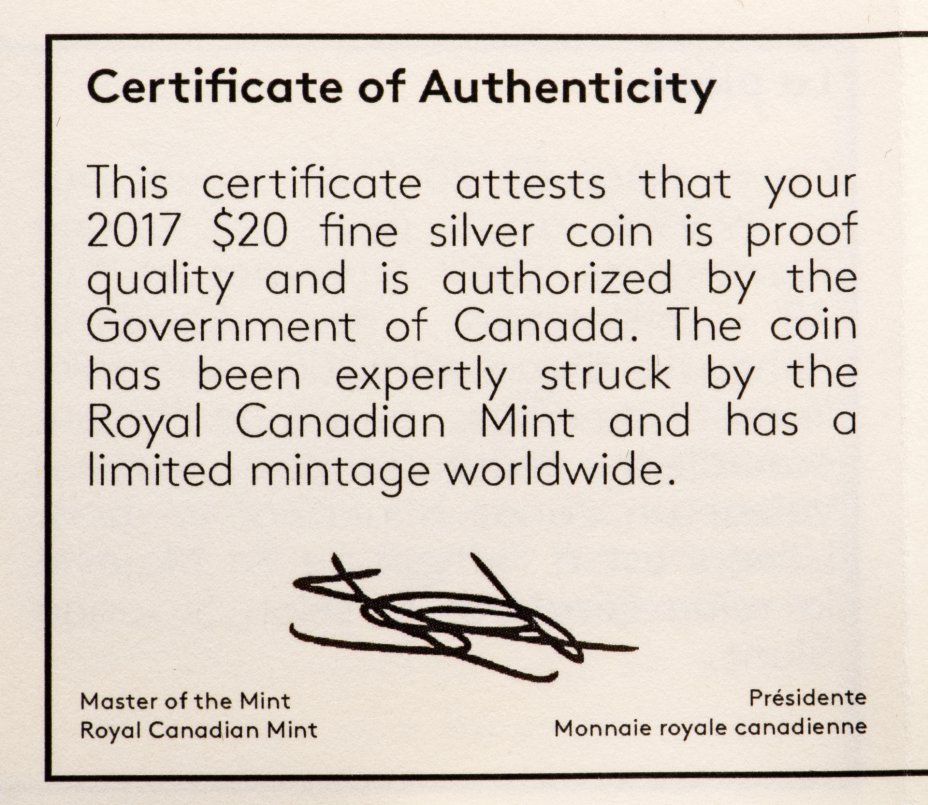 Certificate of Authenticity
This certificate attests that your
2017 $20 fine silver coin is proof
quality and is authorized by the
Government of Canada. The coin
has been expertly struck by the
Royal Canadian Mint and has a
limited mintage worldwide.
Master of the Mint
Royal Canadian Mint
Présidente
Monnaie royale canadienne